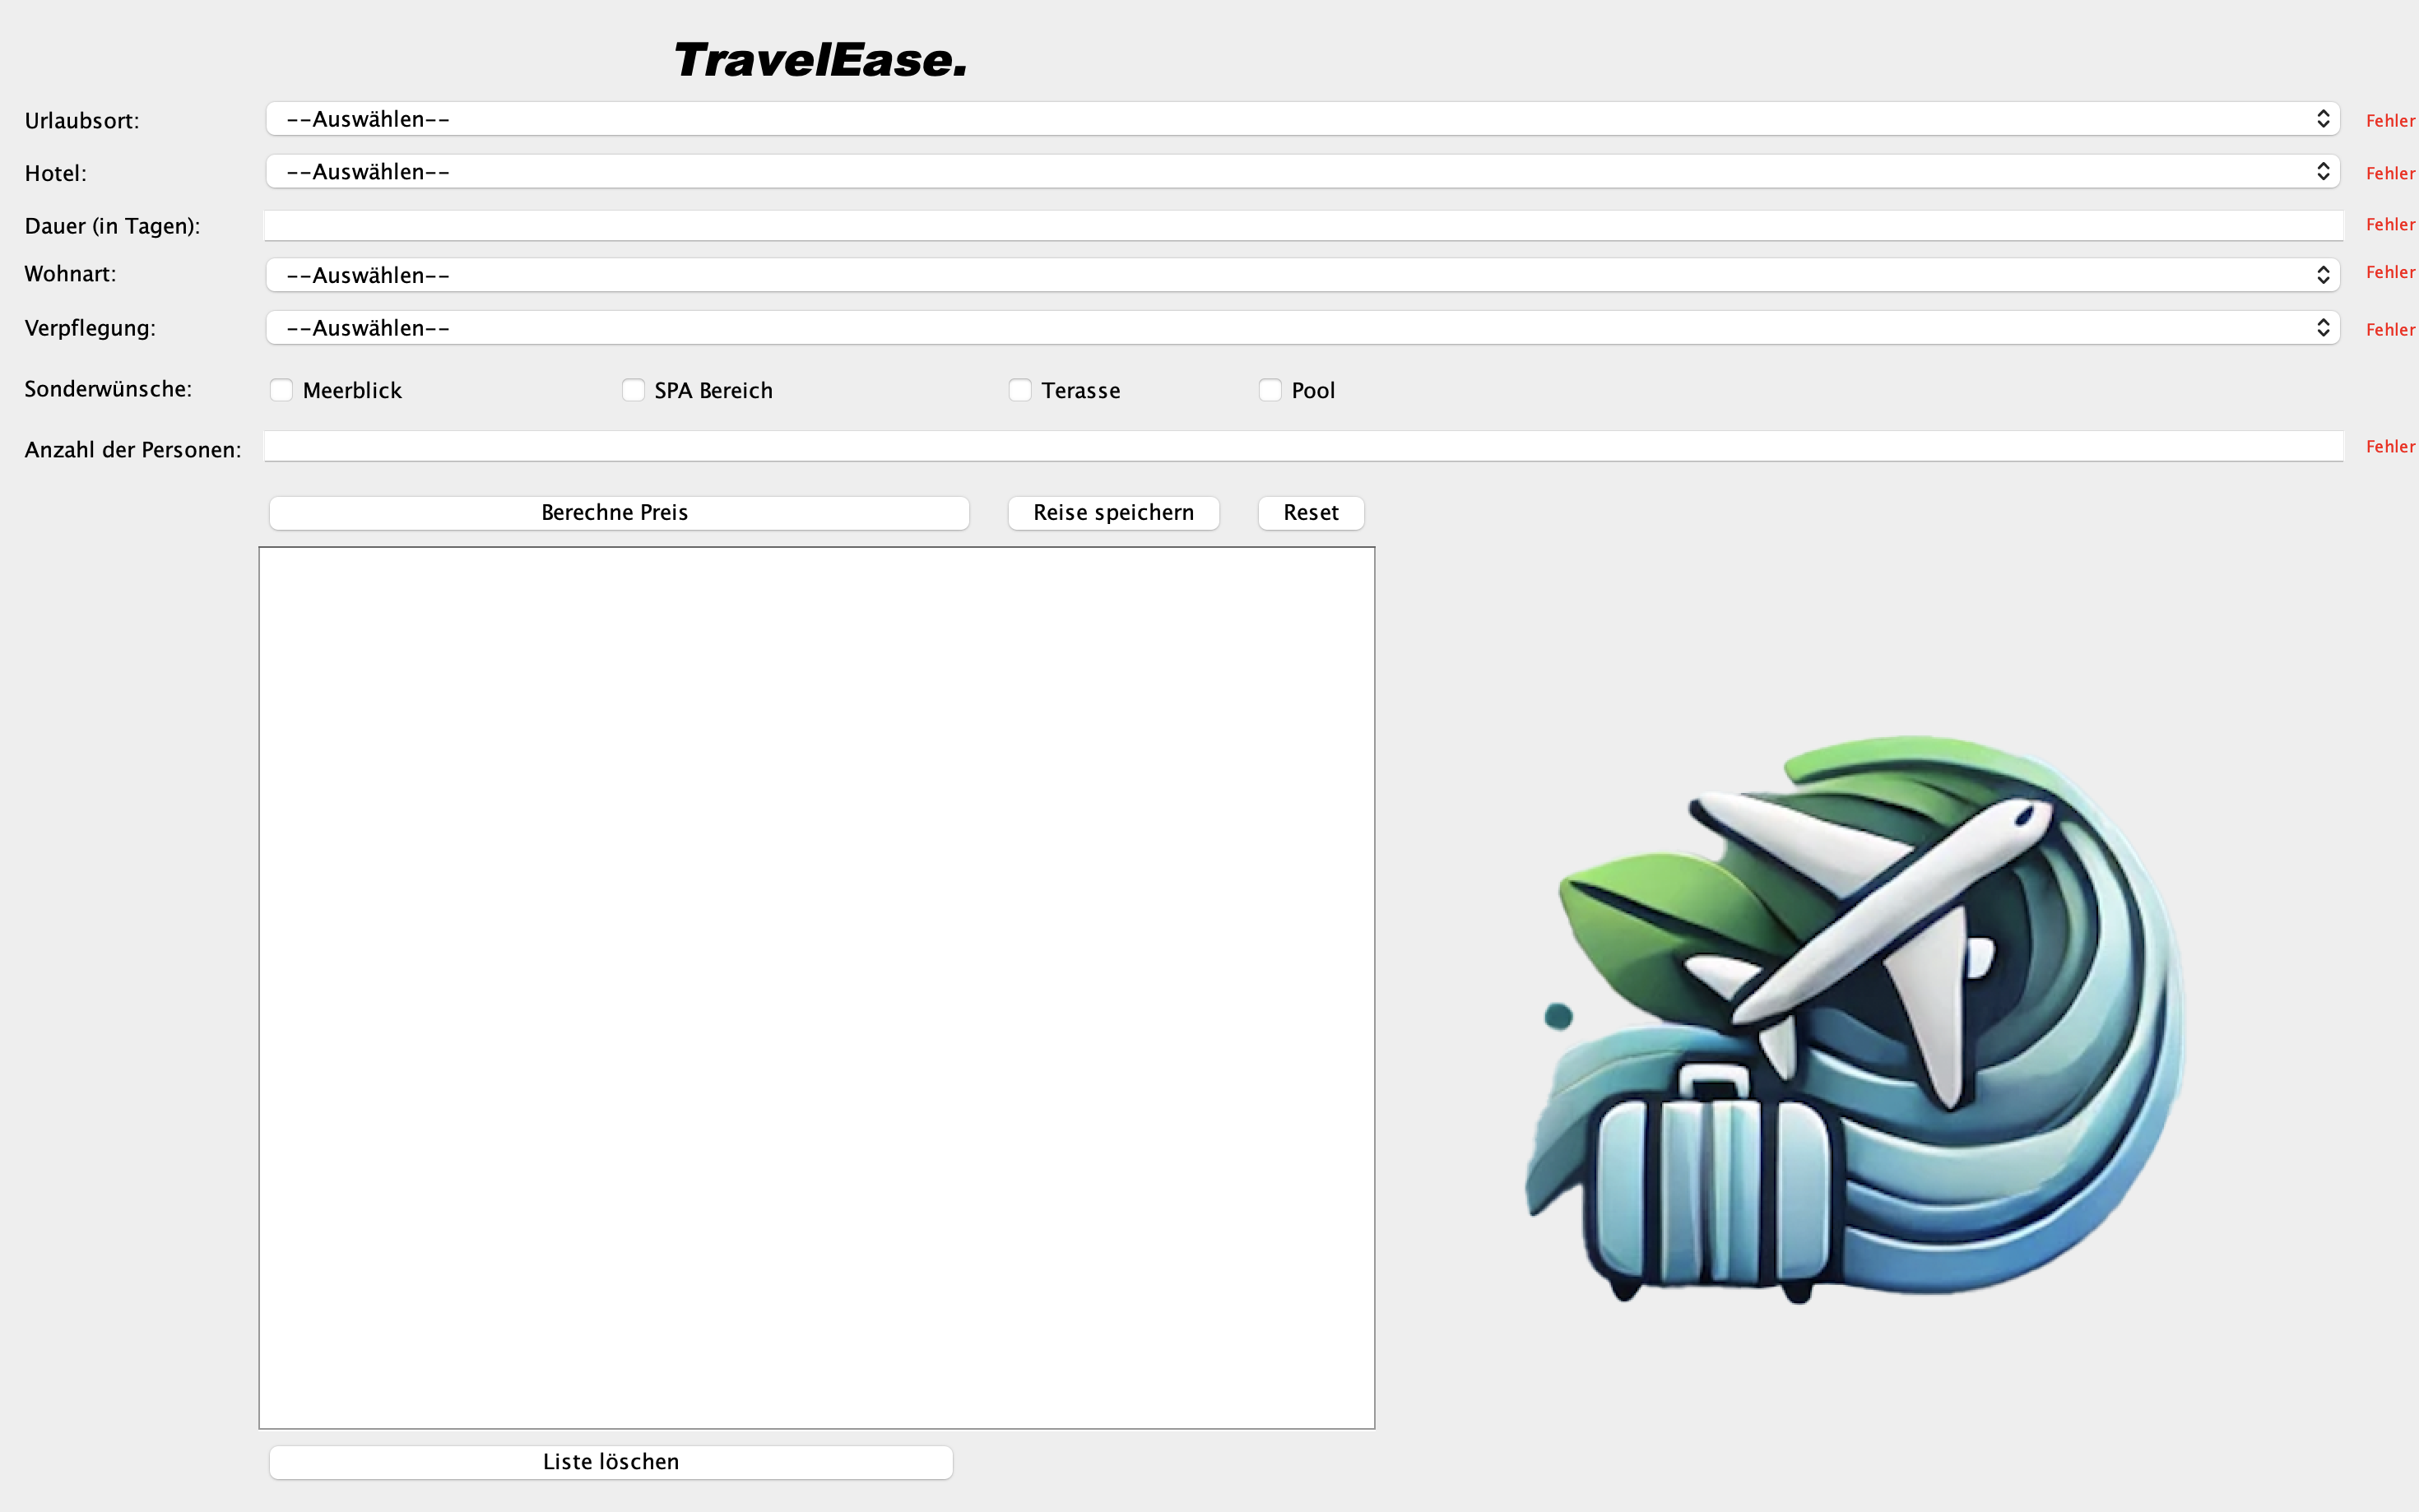 TravelEase.
Urlaubsort: --Auswählen-- Fehler
Hotel: --Auswählen-- Fehler
Dauer (in Tagen): Fehler
Wohnart: --Auswählen-- Fehler
Verpflegung: --Auswählen-- Fehler
Sonderwünsche: Meerblick SPA Bereich Terasse Pool
Anzahl der Personen: Fehler
Berechne Preis Reise speichern Reset
Liste löschen